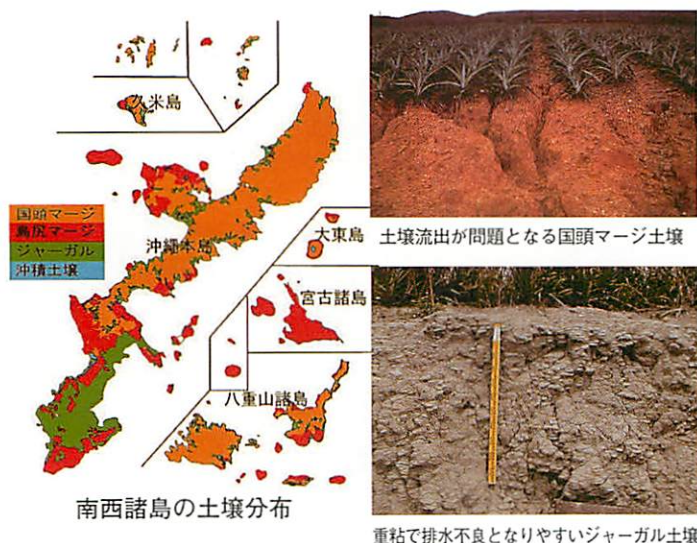 久米島
国頭マージ
島尻マージ
ジャーガル
沖積土壌
沖縄本島
大東島
宮古諸島
八重山諸島
南西諸島の土壌分布
土壌流出が問題となる国頭マージ土壌
重粘で排水不良となりやすいジャーガル土壌